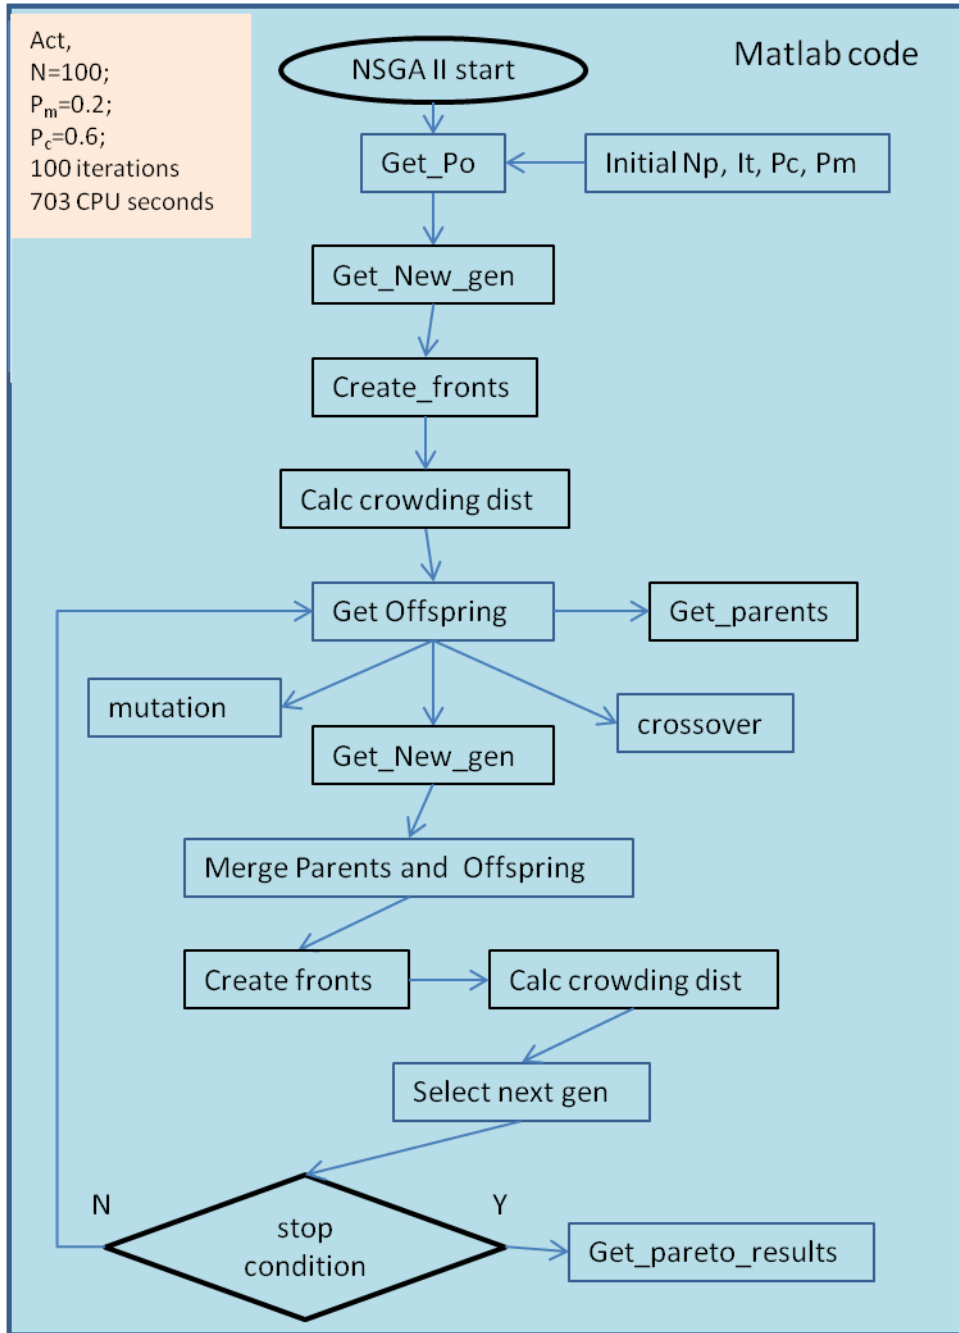 Act,
N=100;
Pm=0.2;
Pc=0.6;
100 iterations
703 CPU seconds
Matlab code
NSGA II start
Get_Po
Initial Np, It, Pc, Pm
Get_New_gen
Create_fronts
Calc crowding dist
Get Offspring
Get_parents
mutation
crossover
Get_New_gen
Merge Parents and Offspring
Create fronts
Calc crowding dist
Select next gen
N
Y
stop
condition
Get_pareto_results